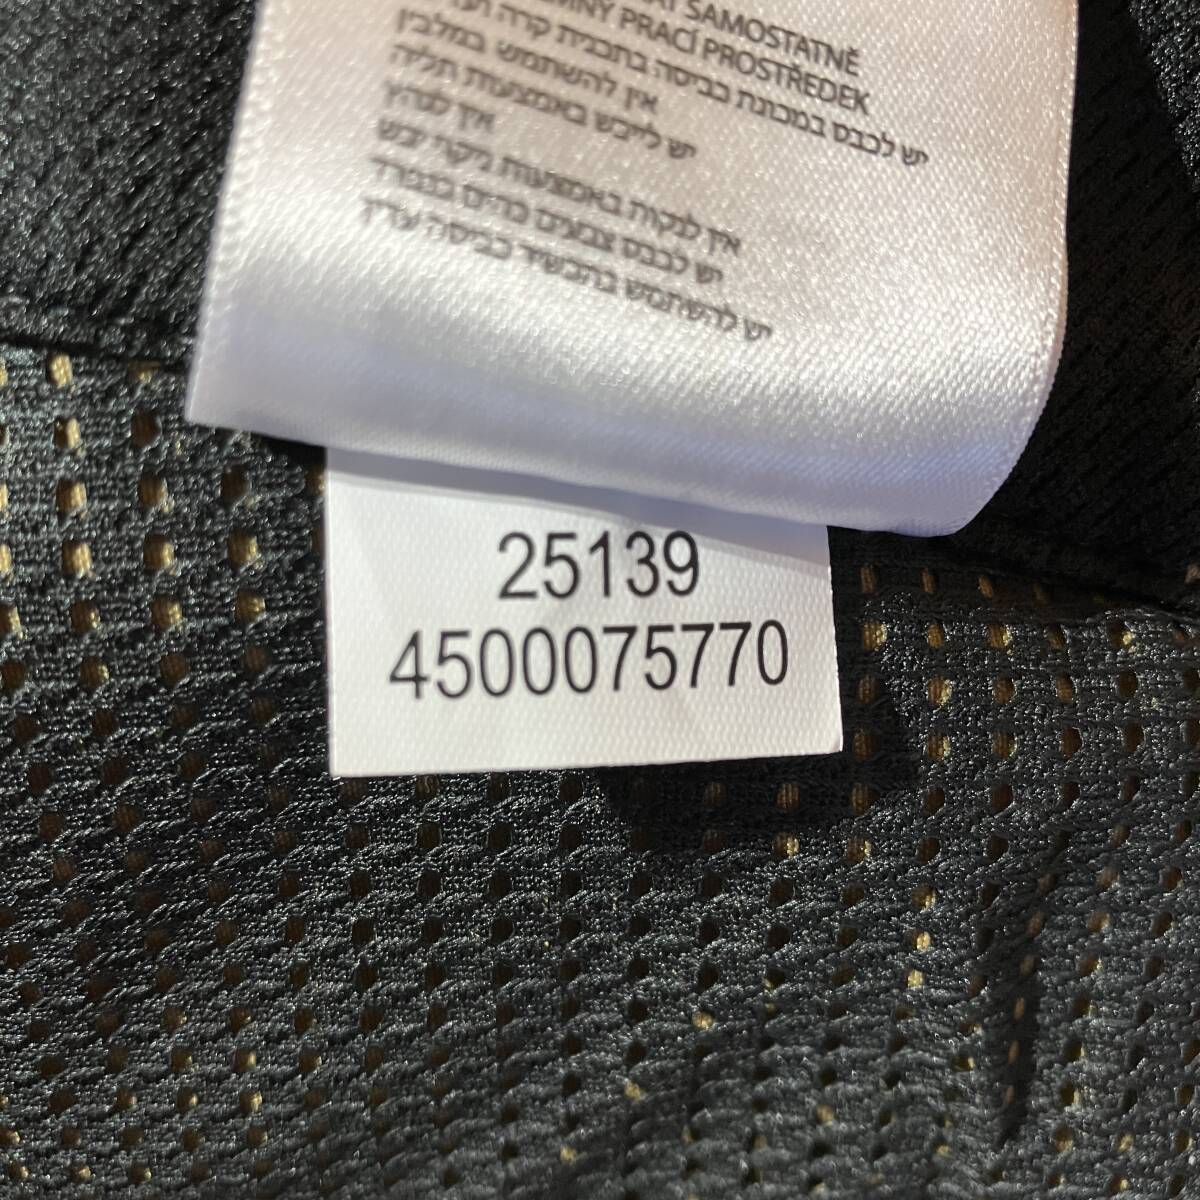 SAMOSTATNĚ
PRACÍ PROSTŘEDEK
יש לכבס במכונת כביסה בתכנית קרה
אין להשתמש במלבין
יש לייבש באמצעות תליה
אין לגהץ
אין לנקות באמצעות ניקוי יבש
יש לכבס צבעים כהים בנפרד
יש להשתמש בתכשיר כביסה עדין
25139
4500075770